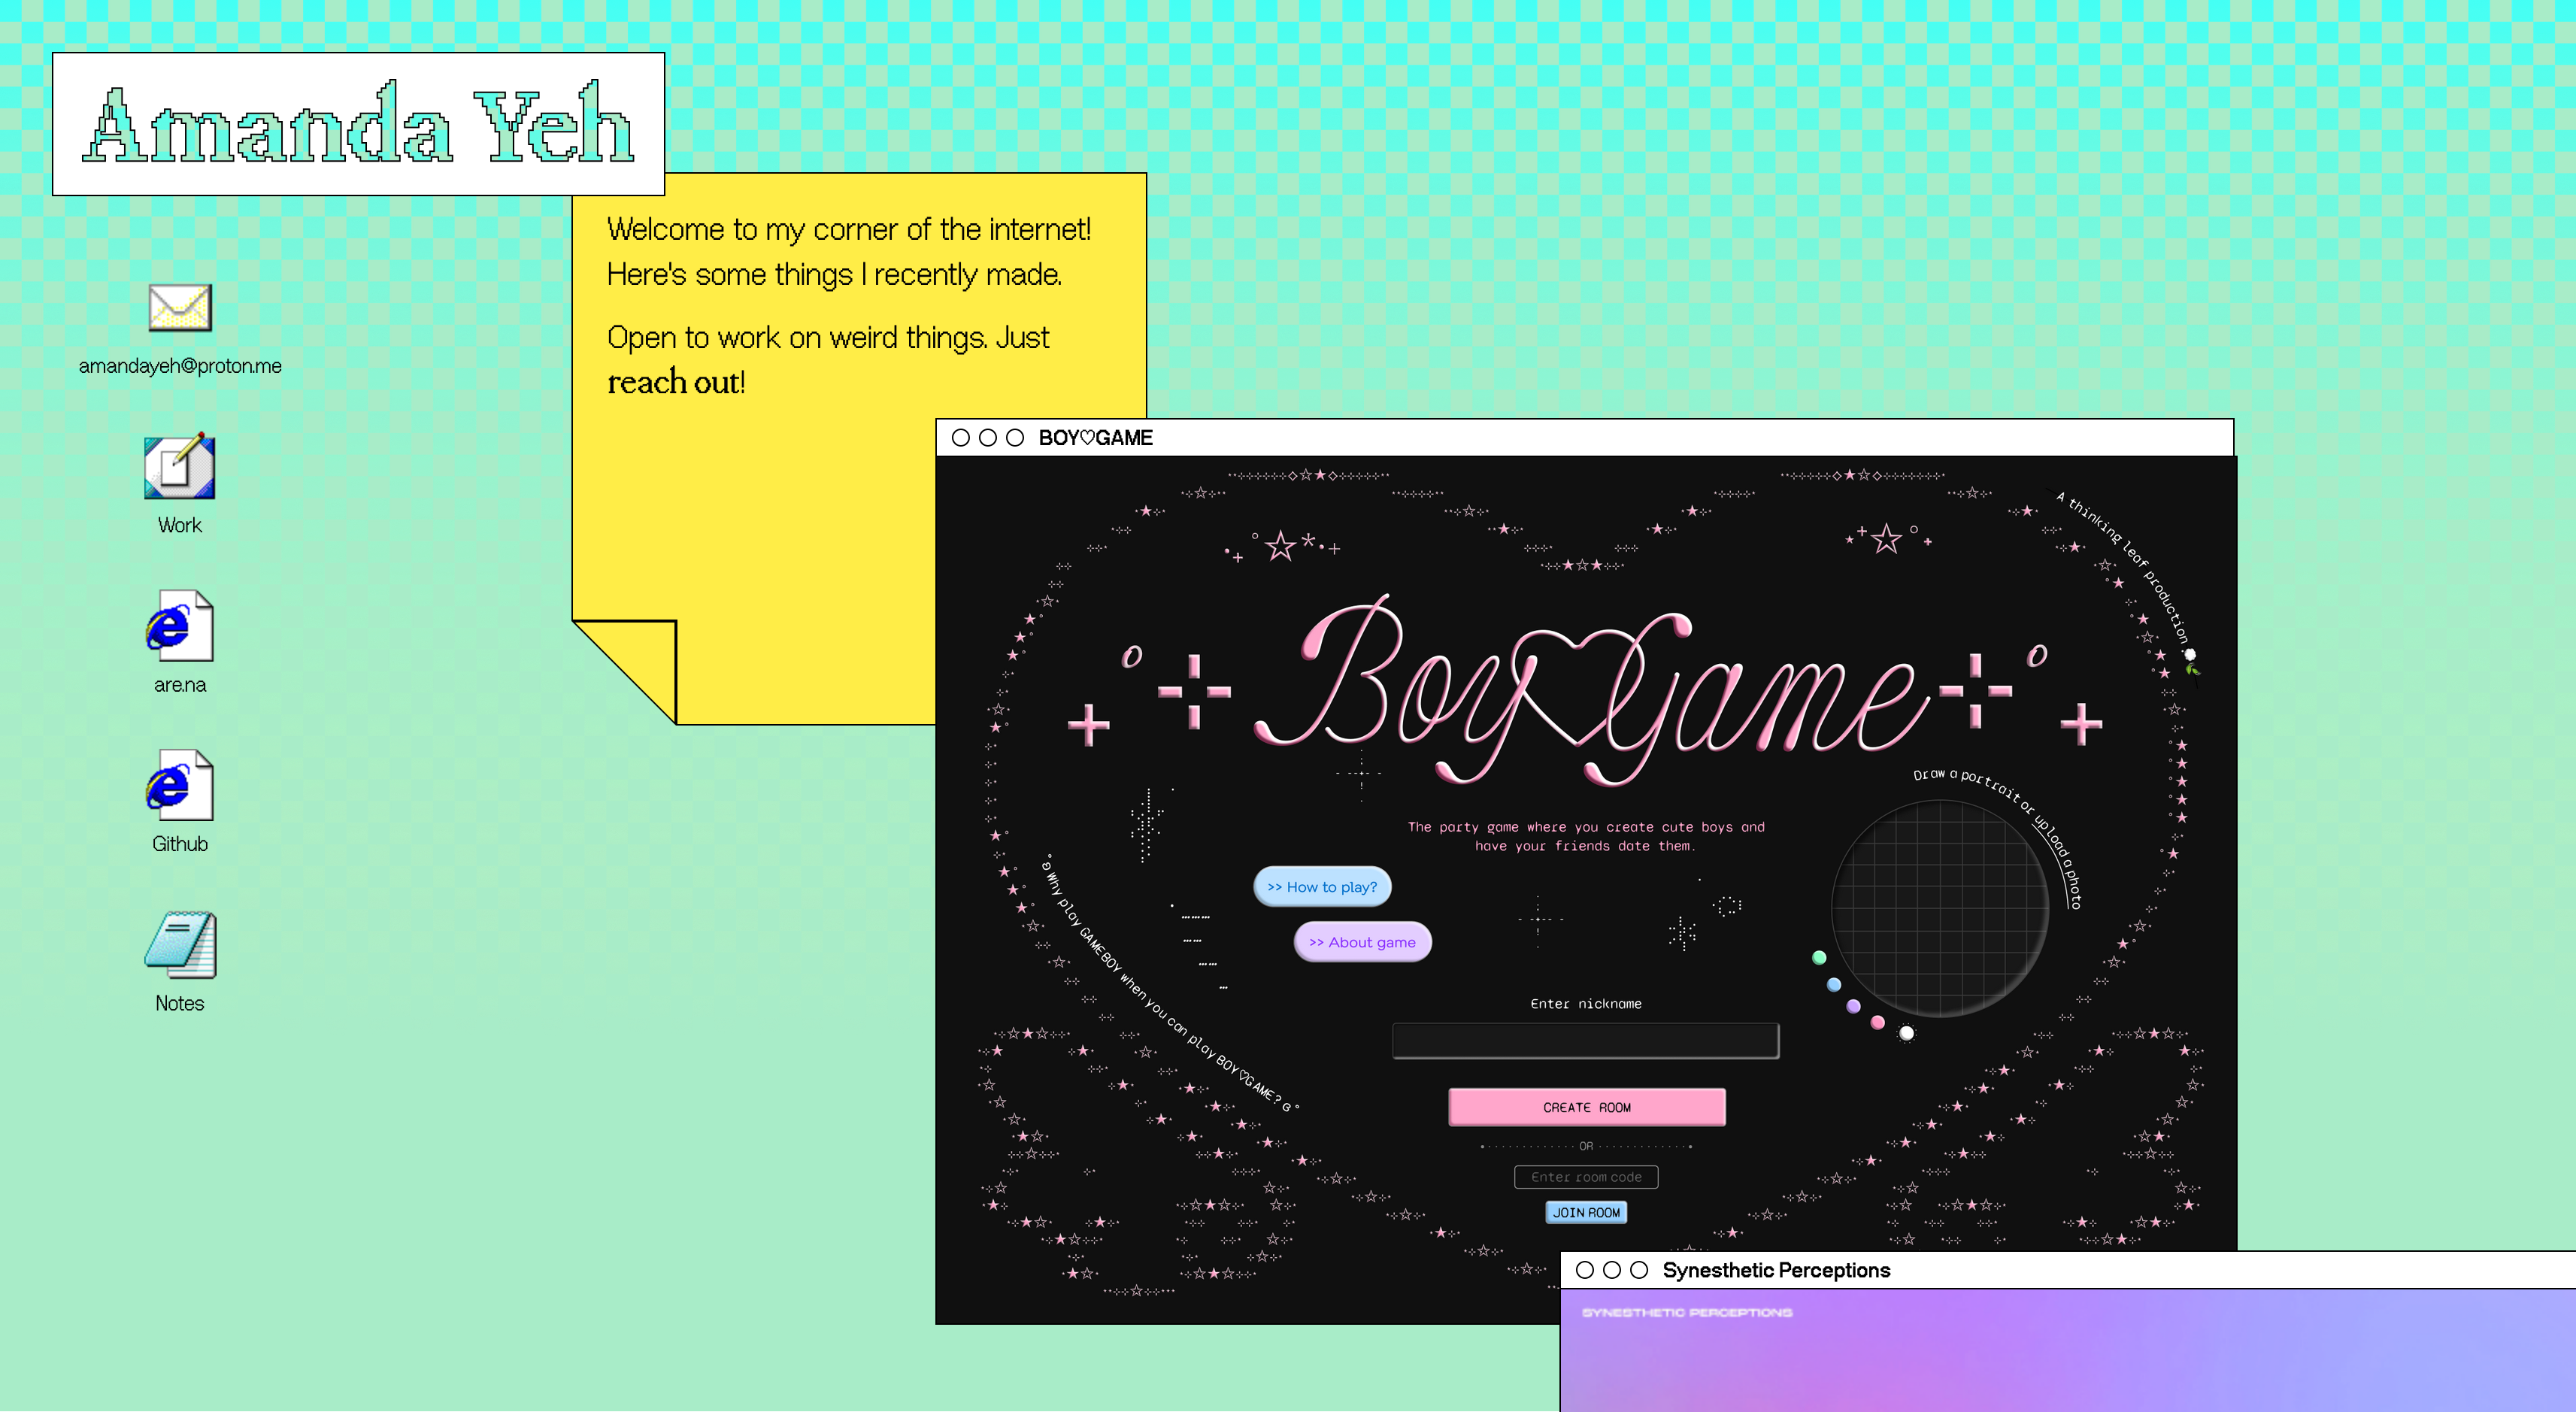 Amanda Yeh
Welcome to my corner of the internet!
Here's some things I recently made.
Open to work on weird things. Just
reach out!
amandayeh@proton.me
Work
are.na
Github
Notes
BOY♡GAME
A thinking leaf production
Boy♡Game
The party game where you create cute boys and
have your friends date them.
>> How to play?
>> About game
Why play GAMEBOY when you can play BOY♡GAME?
Draw a portrait or upload a photo
Enter nickname
CREATE ROOM
OR
Enter room code
JOIN ROOM
Synesthetic Perceptions
SYNESTHETIC PERCEPTIONS